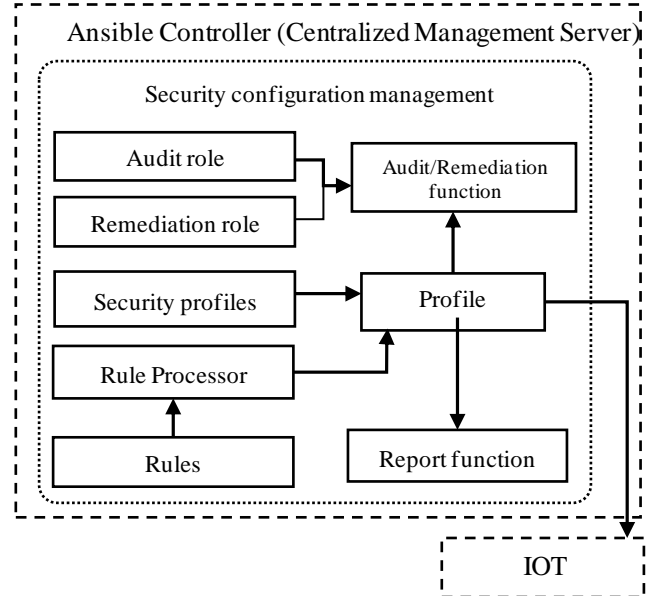 Ansible Controller (Centralized Management Server)
Security configuration management
Audit role
Audit/Remediation
function
Remediation role
Security profiles
Profile
Rule Processor
Rules
Report function
IOT